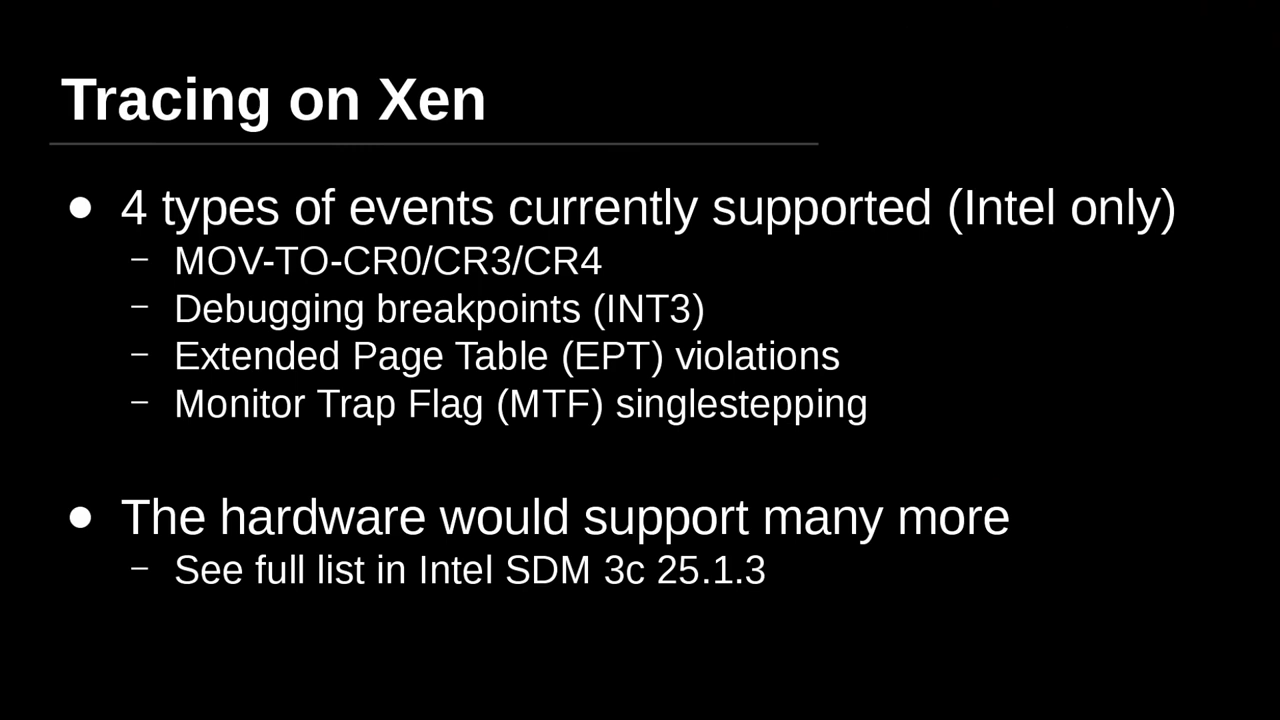 Tracing on Xen
● 4 types of events currently supported (Intel only)
– MOV-TO-CR0/CR3/CR4
– Debugging breakpoints (INT3)
– Extended Page Table (EPT) violations
– Monitor Trap Flag (MTF) singlestepping
● The hardware would support many more
– See full list in Intel SDM 3c 25.1.3